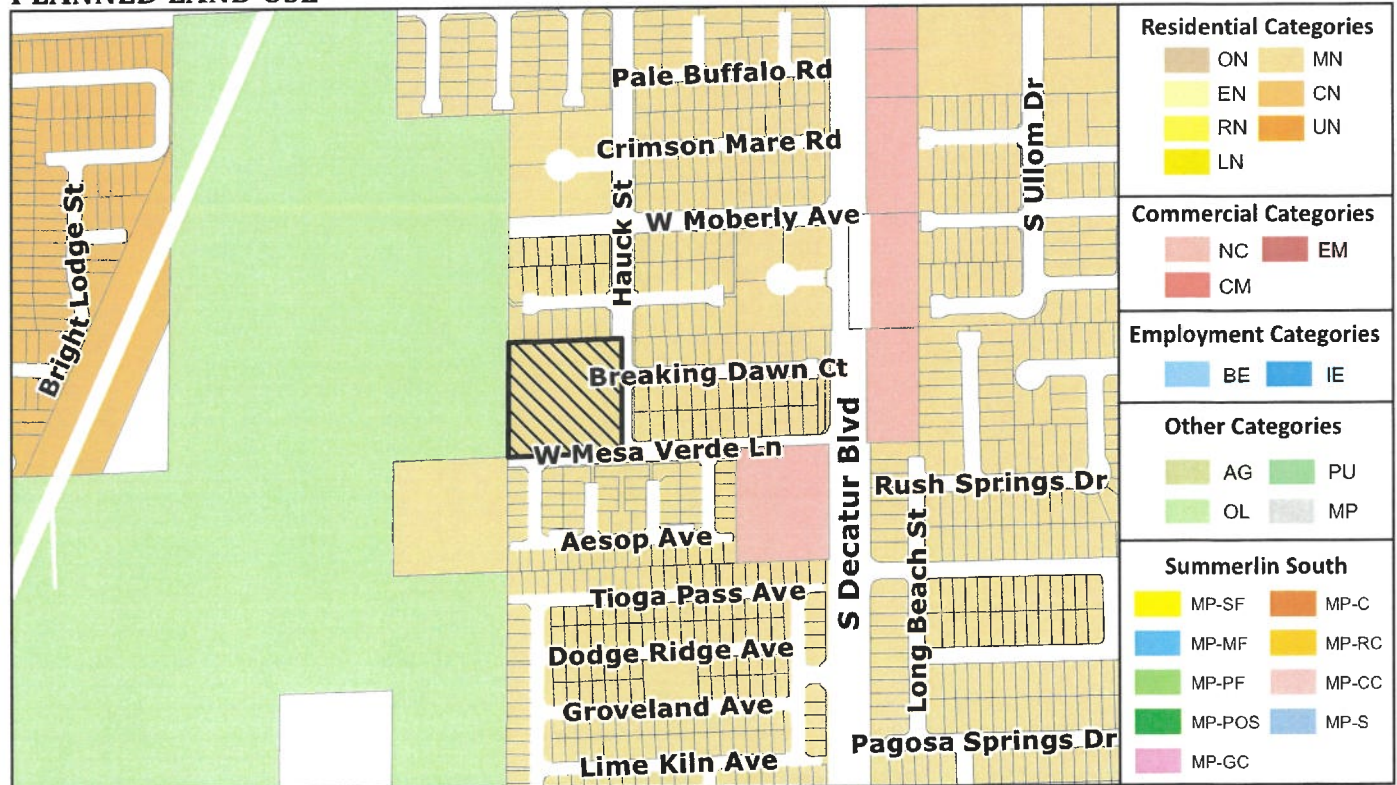 PLANNED LAND USE
Pale Buffalo Rd
Crimson Mare Rd
W Moberly Ave
Hauck St
S Ullom Dr
Bright Lodge St
Breaking Dawn Ct
W Mesa Verde Ln
S Decatur Blvd
Rush Springs Dr
Long Beach St
Aesop Ave
Tioga Pass Ave
Dodge Ridge Ave
Groveland Ave
Lime Kiln Ave
Pagosa Springs Dr
Residential Categories
ON MN
EN CN
RN UN
LN
Commercial Categories
NC EM
CM
Employment Categories
BE IE
Other Categories
AG PU
OL MP
Summerlin South
MP-SF MP-C
MP-MF MP-RC
MP-PF MP-CC
MP-POS MP-S
MP-GC